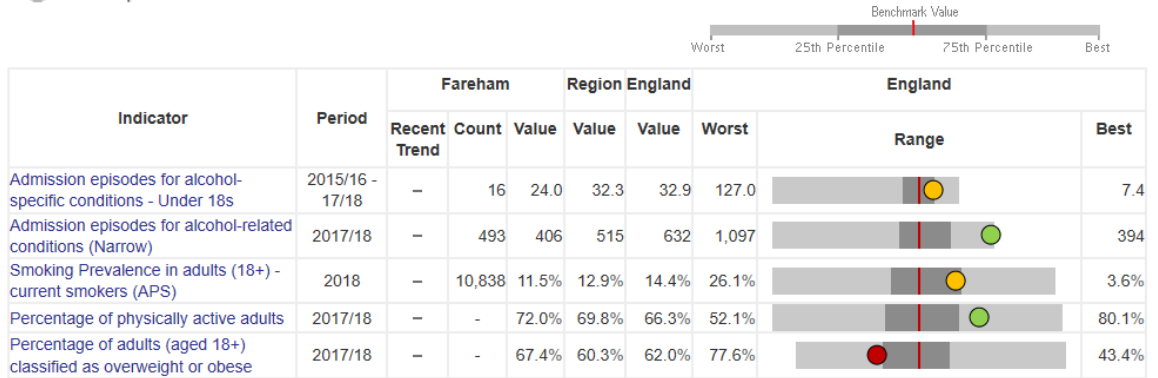 Benchmark Value
Worst 25th Percentile 75th Percentile Best
Indicator Period Fareham Region England England
Recent Trend Count Value Value Value Worst Range Best
Admission episodes for alcohol-
specific conditions - Under 18s 2015/16 - 17/18 – 16 24.0 32.3 32.9 127.0 7.4
Admission episodes for alcohol-related
conditions (Narrow) 2017/18 – 493 406 515 632 1,097 394
Smoking Prevalence in adults (18+) -
current smokers (APS) 2018 – 10,838 11.5% 12.9% 14.4% 26.1% 3.6%
Percentage of physically active adults 2017/18 – - 72.0% 69.8% 66.3% 52.1% 80.1%
Percentage of adults (aged 18+)
classified as overweight or obese 2017/18 – - 67.4% 60.3% 62.0% 77.6% 43.4%